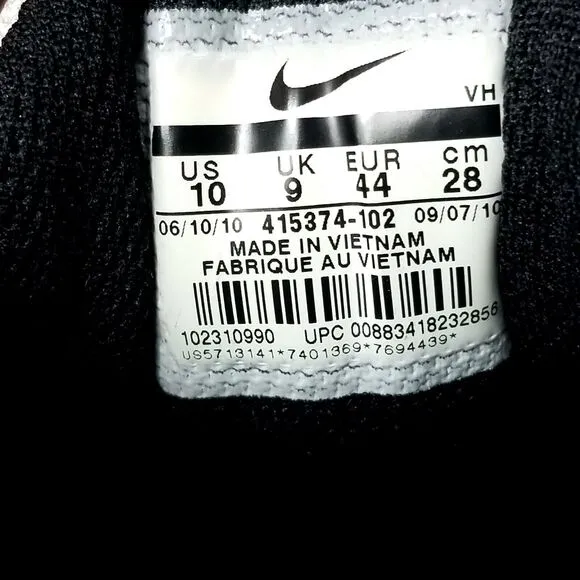 VH
US UK EUR cm
10 9 44 28
06/10/10 415374-102 09/07/10
MADE IN VIETNAM
FABRIQUE AU VIETNAM
102310990 UPC 00883418232856
US5713141*7401369*7694439*